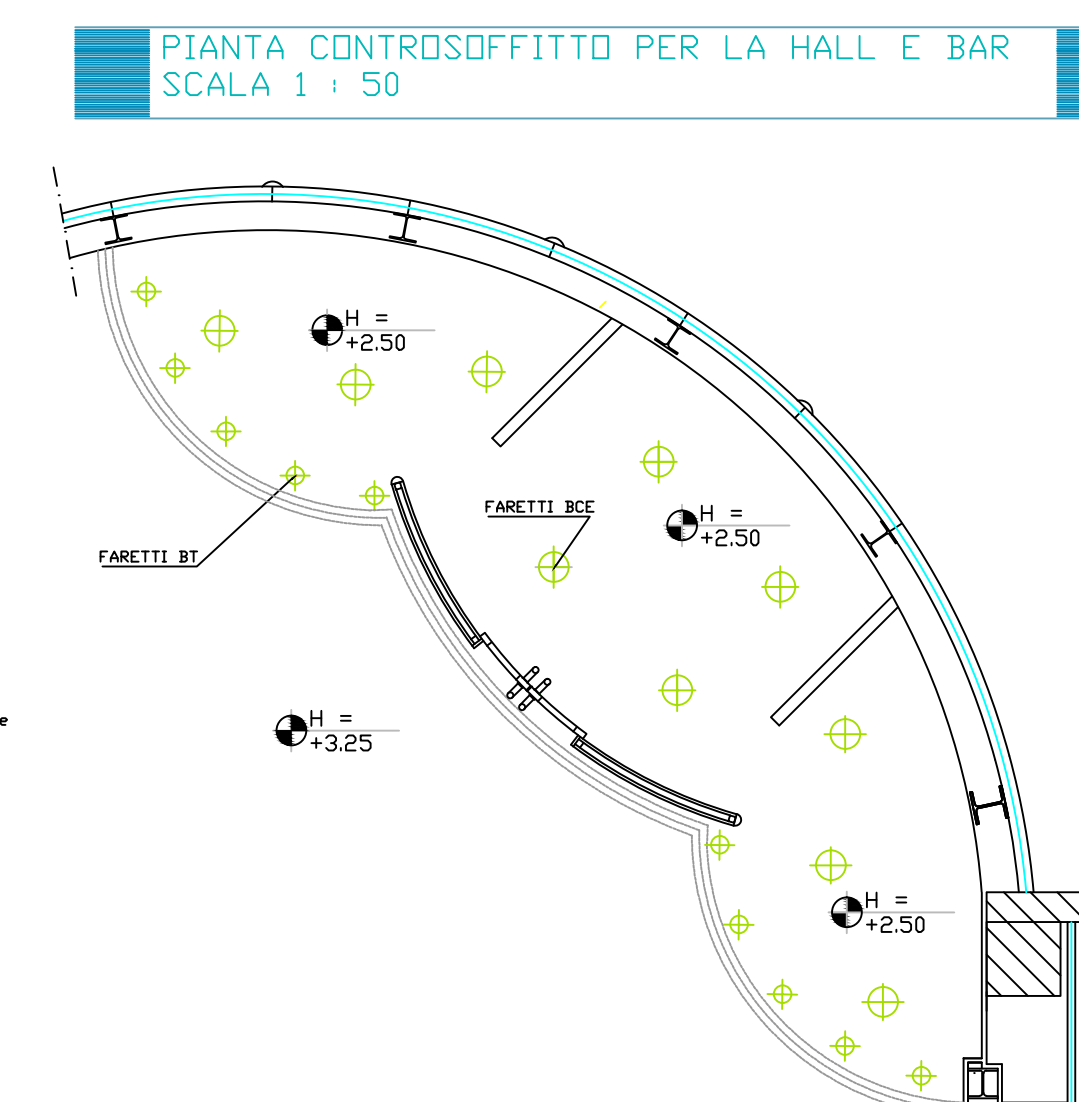 PIANTA CONTROSOFFITTO PER LA HALL E BAR
SCALA 1 : 50
H =
+2.50
FARETTI BCE
H =
+2.50
FARETTI BT
H =
+3.25
e
H =
+2.50